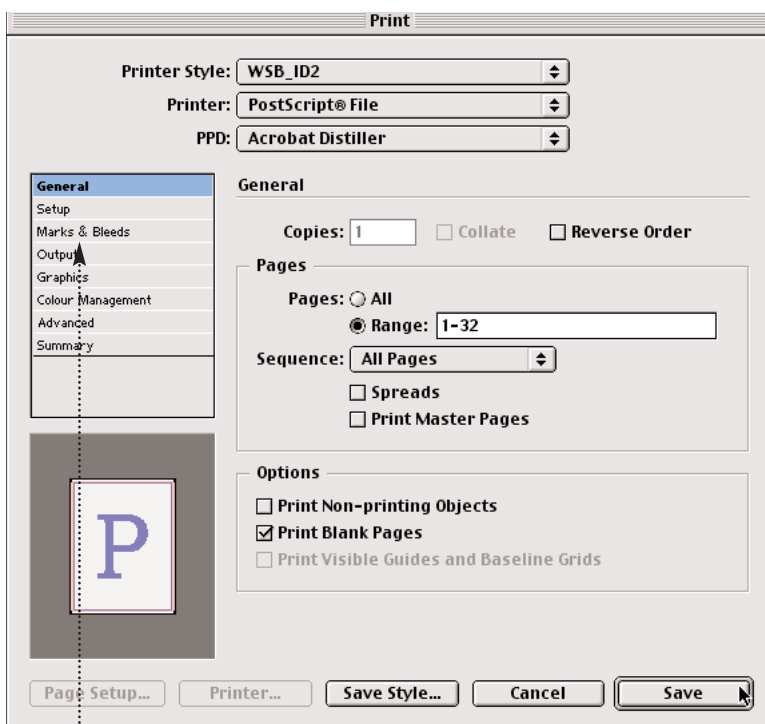 Print
Printer Style: WSB_ID2
Printer: PostScript® File
PPD: Acrobat Distiller
General
Setup
Marks & Bleeds
Output
Graphics
Colour Management
Advanced
Summary
General
Copies: 1 Collate Reverse Order
Pages
Pages: All
Range: 1-32
Sequence: All Pages
Spreads
Print Master Pages
Options
Print Non-printing Objects
Print Blank Pages
Print Visible Guides and Baseline Grids
P
Page Setup... Printer... Save Style... Cancel Save